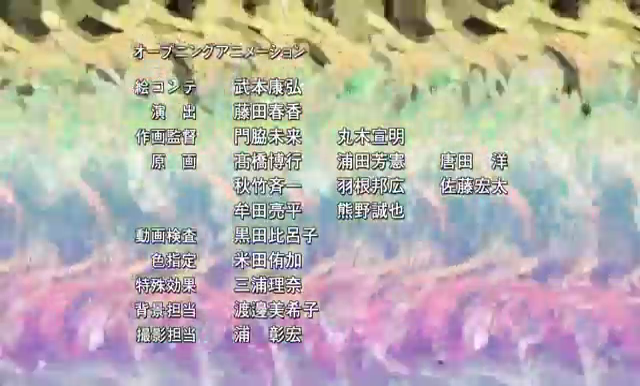 オープニングアニメーション
絵コンテ 武本康弘
演 出 藤田春香
作画監督 門脇未来 丸木宣明
原 画 髙橋博行 浦田芳憲 唐田 洋
秋竹斉一 羽根邦広 佐藤宏太
牟田亮平 熊野誠也
動画検査 黒田比呂子
色指定 米田侑加
特殊効果 三浦理奈
背景担当 渡邊美希子
撮影担当 浦 彰宏